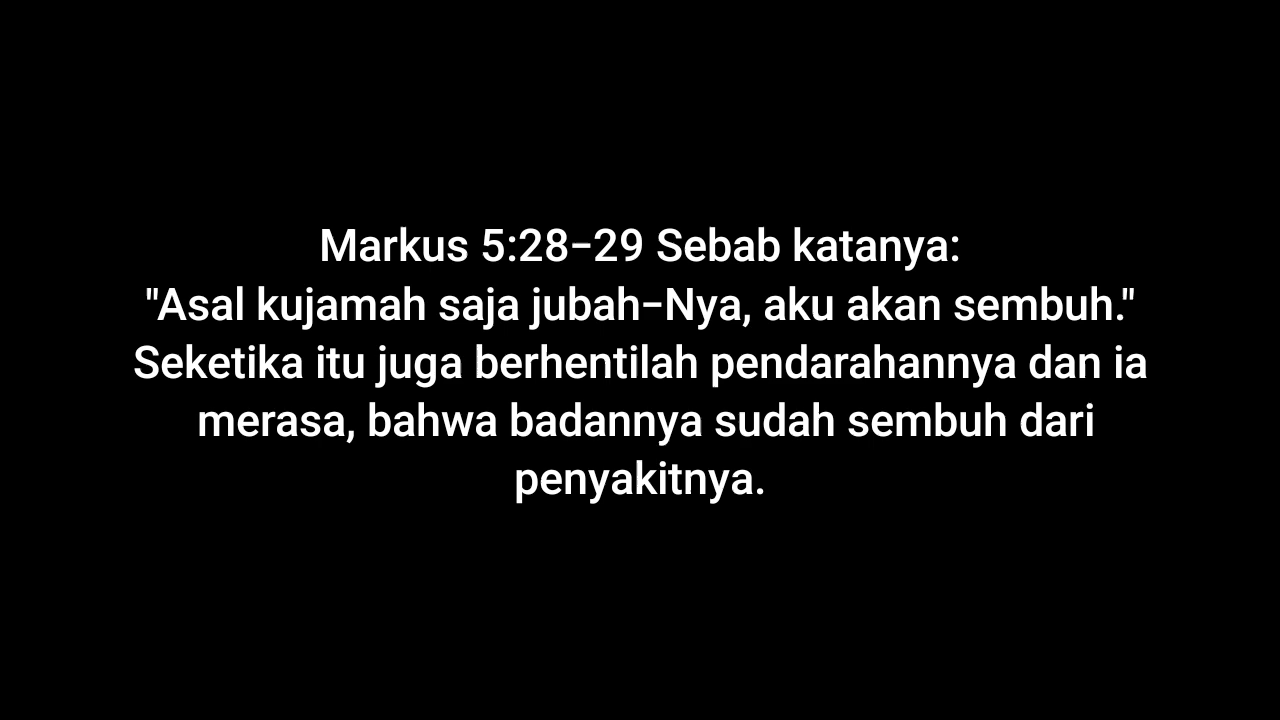 Markus 5:28-29 Sebab katanya:
"Asal kujamah saja jubah-Nya, aku akan sembuh."
Seketika itu juga berhentilah pendarahannya dan ia
merasa, bahwa badannya sudah sembuh dari
penyakitnya.